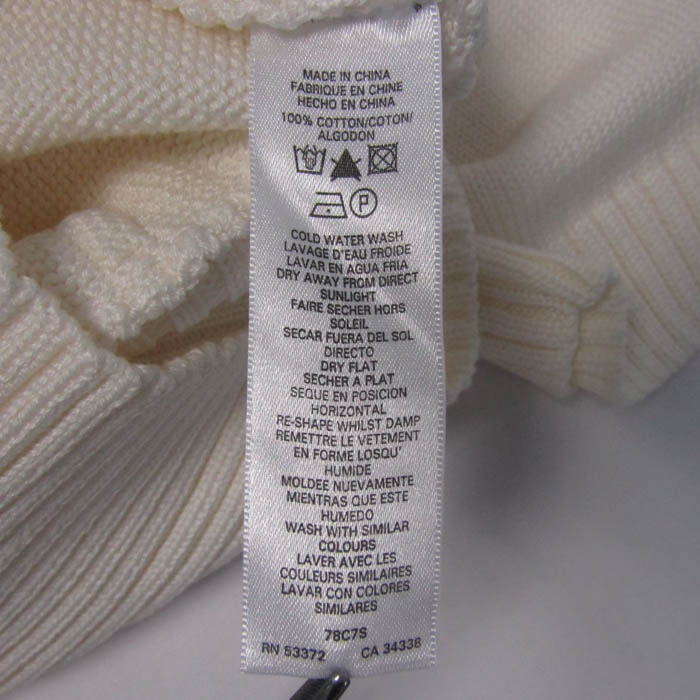 MADE IN CHINA
FABRIQUE EN CHINE
HECHO EN CHINA
100% COTTON/COTON/
ALGODON
P
COLD WATER WASH
LAVAGE D'EAU FROIDE
LAVAR EN AGUA FRIA
DRY AWAY FROM DIRECT
SUNLIGHT
FAIRE SECHER HORS
SOLEIL
SECAR FUERA DEL SOL
DIRECTO
DRY FLAT
SECHER A PLAT
SEQUE EN POSICION
HORIZONTAL
RE-SHAPE WHILST DAMP
REMETTRE LE VETEMENT
EN FORME LOSQU'
HUMIDE
MOLDEE NUEVAMENTE
MIENTRAS QUE ESTE
HUMEDO
WASH WITH SIMILAR
COLOURS
LAVER AVEC LES
COULEURS SIMILAIRES
LAVAR CON COLORES
SIMILARES
78C7S
RN 53372 CA 34338